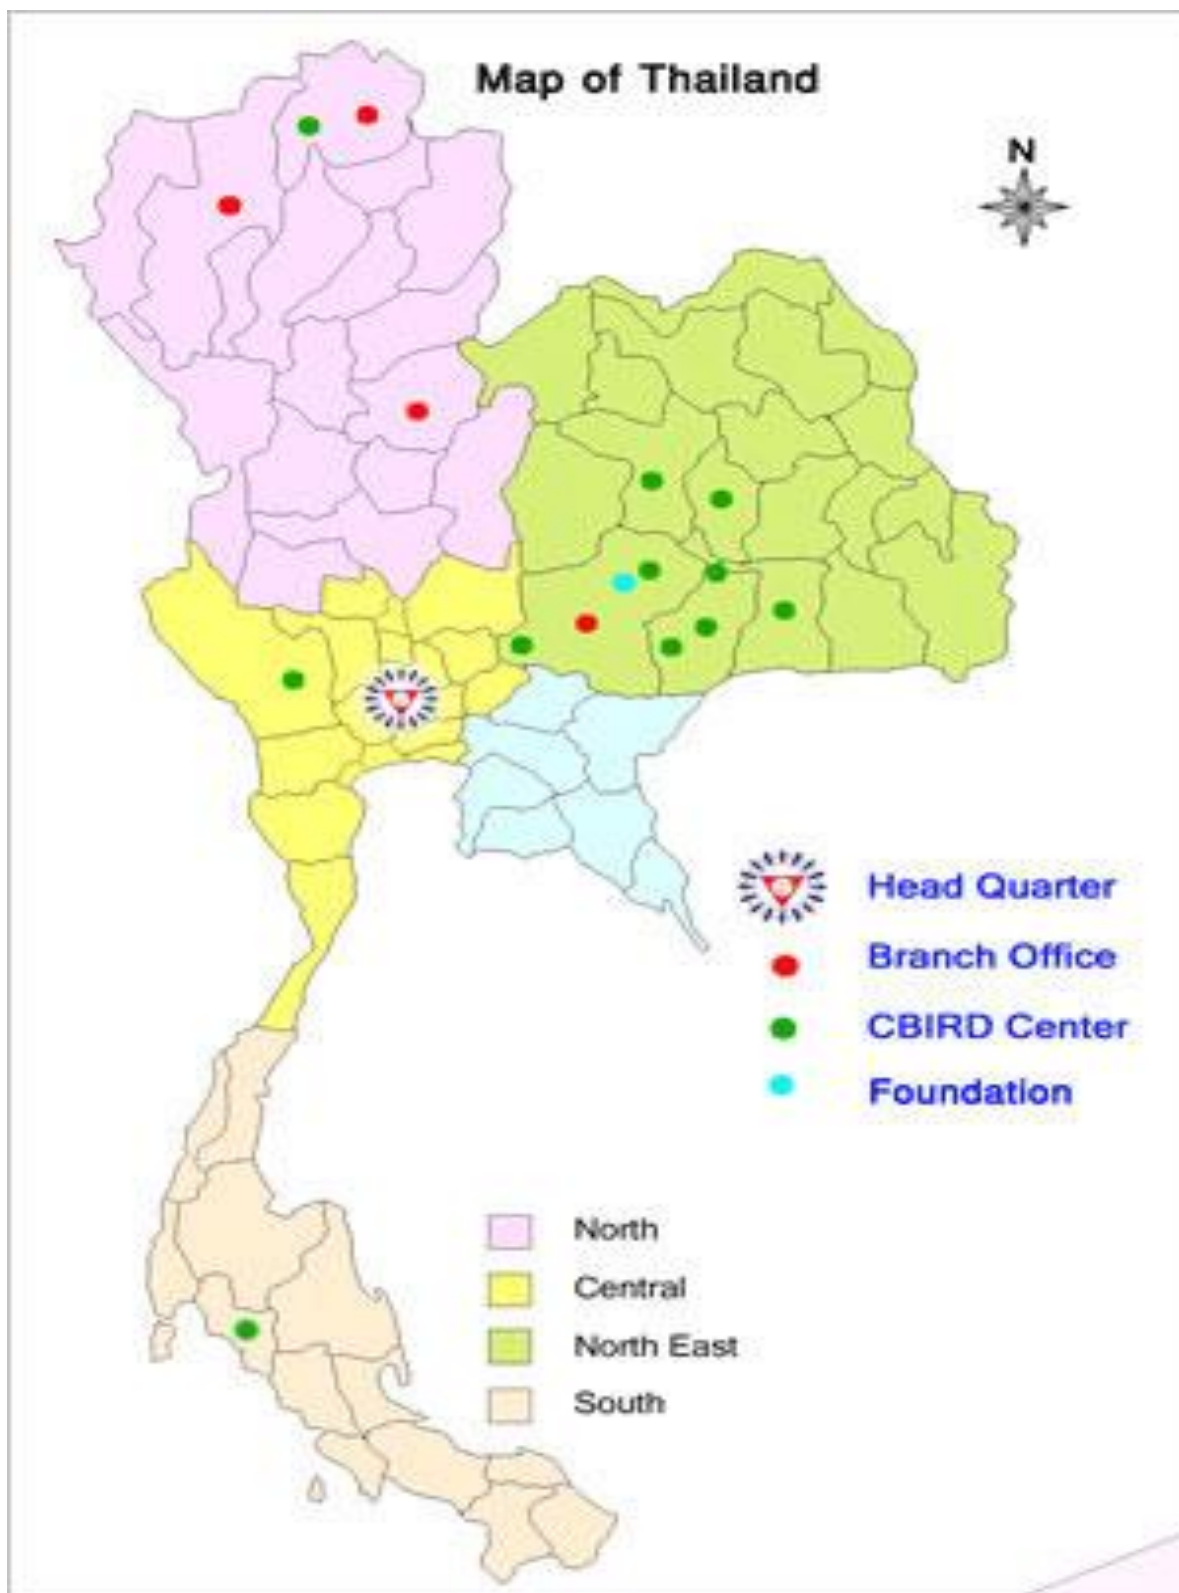 Map of Thailand
N
Head Quarter
Branch Office
CBIRD Center
Foundation
North
Central
North East
South